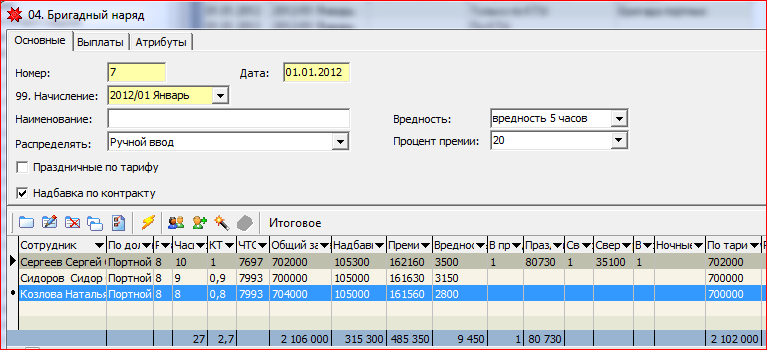 04. Бригадный наряд
Основные Выплаты Атрибуты
Номер: 7 Дата: 01.01.2012
99. Начисление: 2012/01 Январь
Наименование: Вредность: вредность 5 часов
Распределять: Ручной ввод Процент премии: 20
Праздничные по тарифу
Надбавка по контракту
Итоговое
Сотрудник По дол Часы КТ ЧТС Общий за Надбавк Преми Вреднос В пр Праз, Св Свер В Ночные По тари
Сергеев Сергей Портной 8 10 1 7697 702000 105300 162160 3500 1 80730 1 35100 1 702000
Сидоров Сидор Портной 8 9 0,9 7993 700000 105000 161630 3150 700000
Козлова Наталья Портной 8 8 0,8 7993 704000 105000 161560 2800 700000
27 2,7 2 106 000 315 300 485 350 9 450 1 80 730 2 102 000